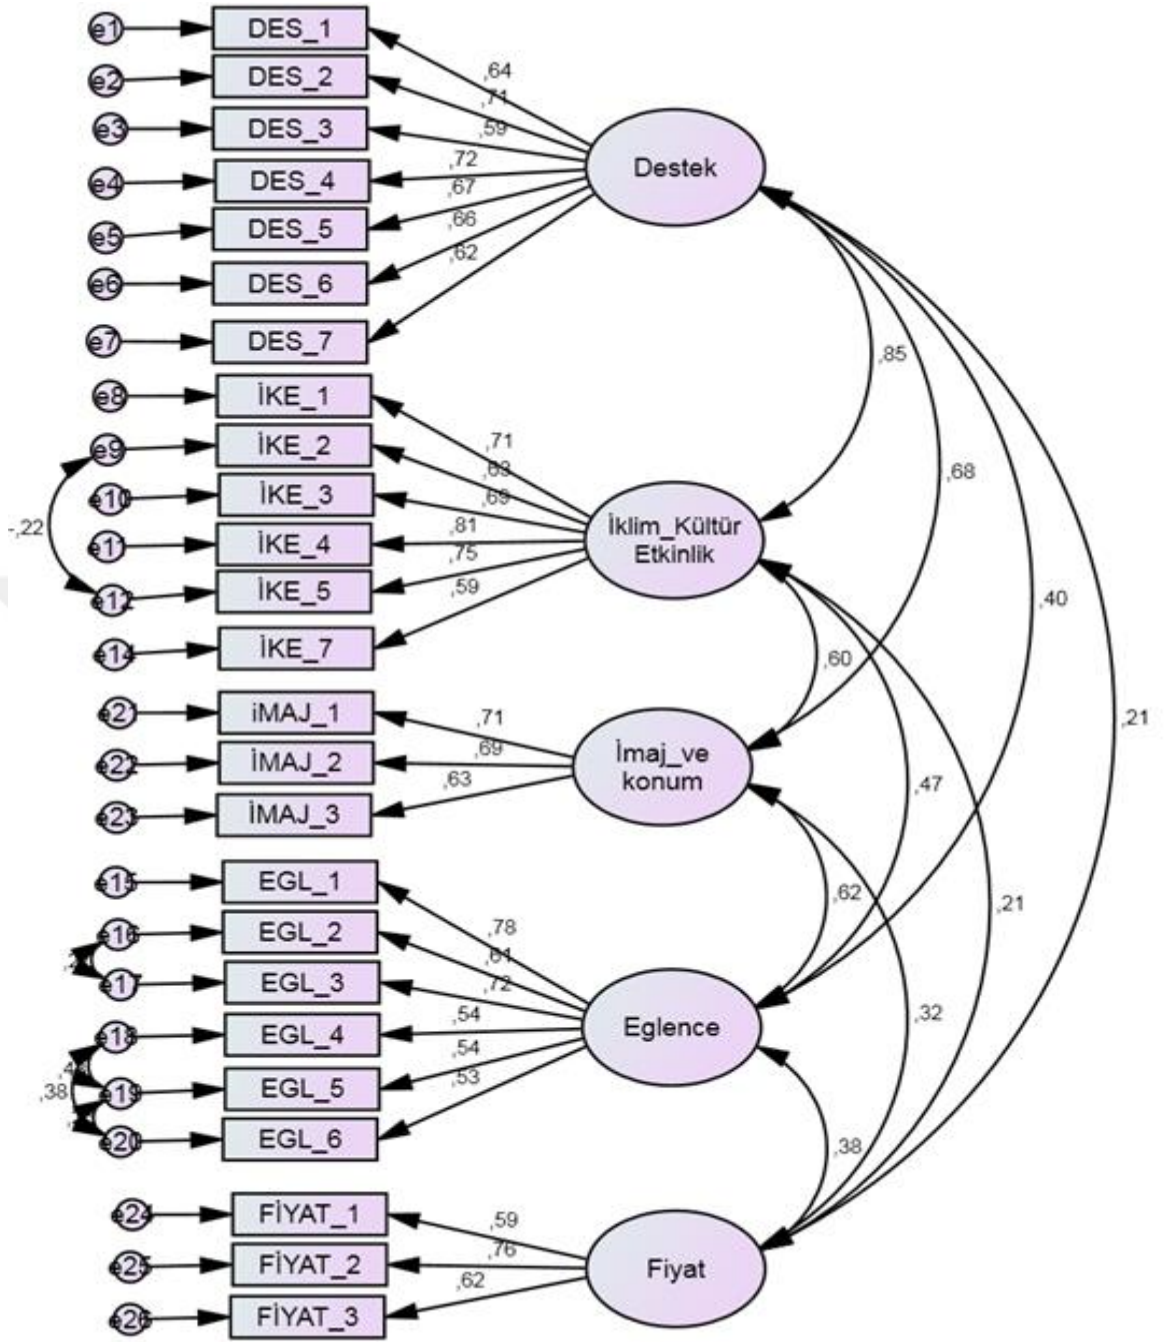 e1 DES_1
,64
e2 DES_2
,71
e3 DES_3
,59
Destek
e4 DES_4
,72
e5 DES_5
,67
e6 DES_6
,66
e7 DES_7
,62
,85
e8 İKE_1
,71
e9 İKE_2
,63
,68
e10 İKE_3
,69
-,22
e11 İKE_4
,81
İklim_Kültür
Etkinlik
e12 İKE_5
,75
,40
e14 İKE_7
,59
,60
e21 iMAJ_1
,71
,21
e22 İMAJ_2
,69
İmaj_ve
konum
e23 İMAJ_3
,63
,47
e15 EGL_1
,62
,21
e16 EGL_2
,78
e17 EGL_3
,61
,72
e18 EGL_4
,54
Eglence
,32
,38
e19 EGL_5
,54
e20 EGL_6
,53
,38
e24 FİYAT_1
,59
e25 FİYAT_2
,76
Fiyat
e26 FİYAT_3
,62